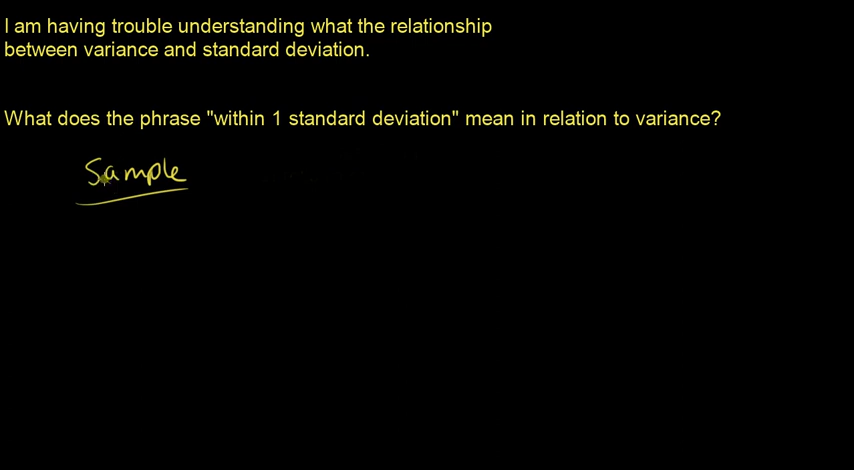 I am having trouble understanding what the relationship
between variance and standard deviation.
What does the phrase "within 1 standard deviation" mean in relation to variance?
Sample